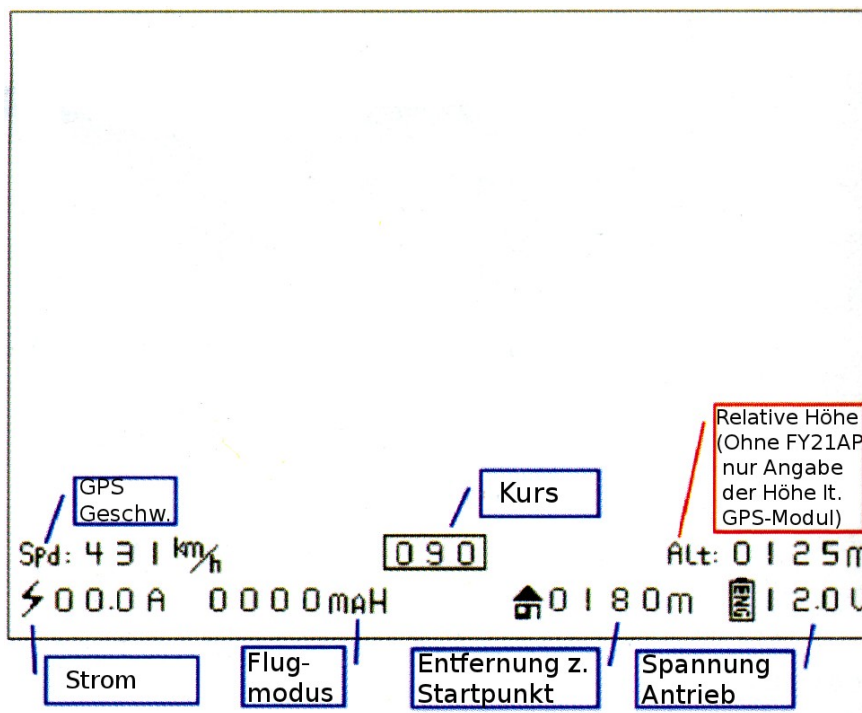 Relative Höhe
(Ohne FY21AP
nur Angabe
der Höhe lt.
GPS-Modul)
GPS
Geschw.
Kurs
Spd: 431 km/h
090
Alt: 0125m
00.0A
0000mAH
0180m
ENG
12.0V
Strom
Flug-
modus
Entfernung z.
Startpunkt
Spannung
Antrieb